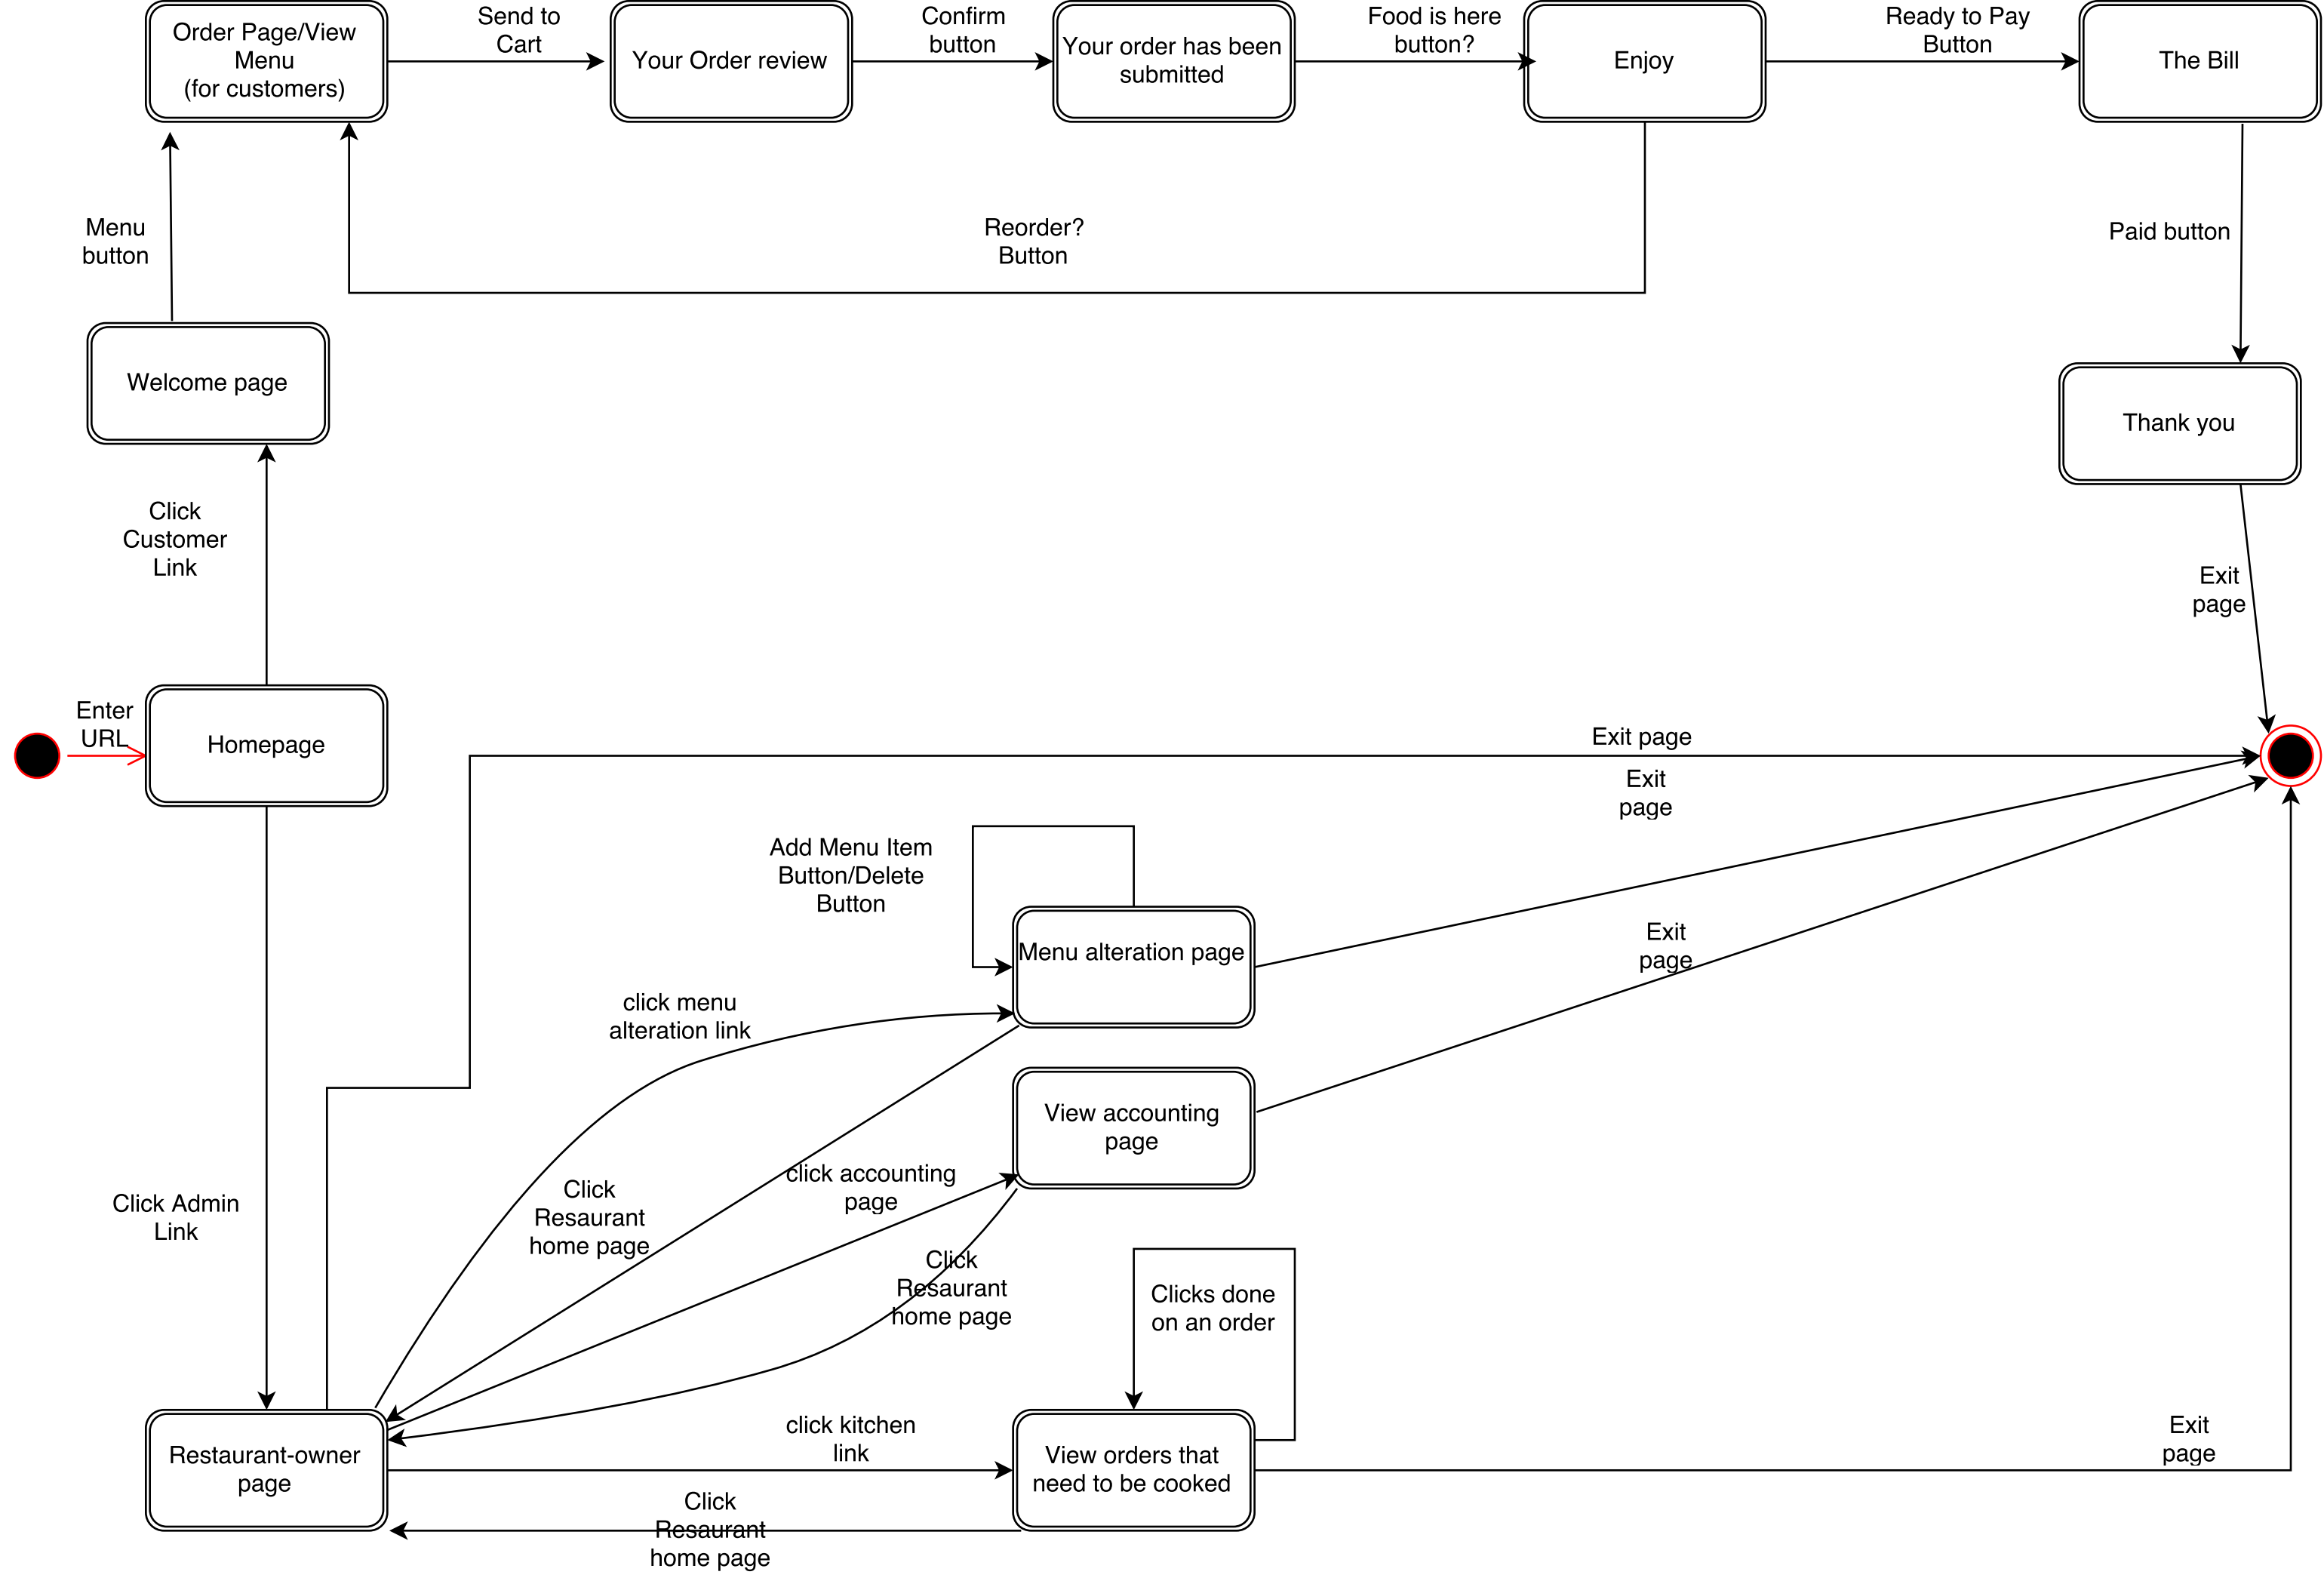 Order Page/View
Menu
(for customers)
Send to
Cart
Your Order review
Confirm
button
Your order has been
submitted
Food is here
button?
Enjoy
Ready to Pay
Button
The Bill
Menu
button
Reorder?
Button
Paid button
Welcome page
Thank you
Click
Customer
Link
Exit
page
Enter
URL
Homepage
Exit page
Exit
page
Add Menu Item
Button/Delete
Button
Menu alteration page
Exit
page
click menu
alteration link
View accounting
page
click accounting
page
Click
Resaurant
home page
Click Admin
Link
Click
Resaurant
home page
Clicks done
on an order
click kitchen
link
Restaurant-owner
page
View orders that
need to be cooked
Exit
page
Click
Resaurant
home page